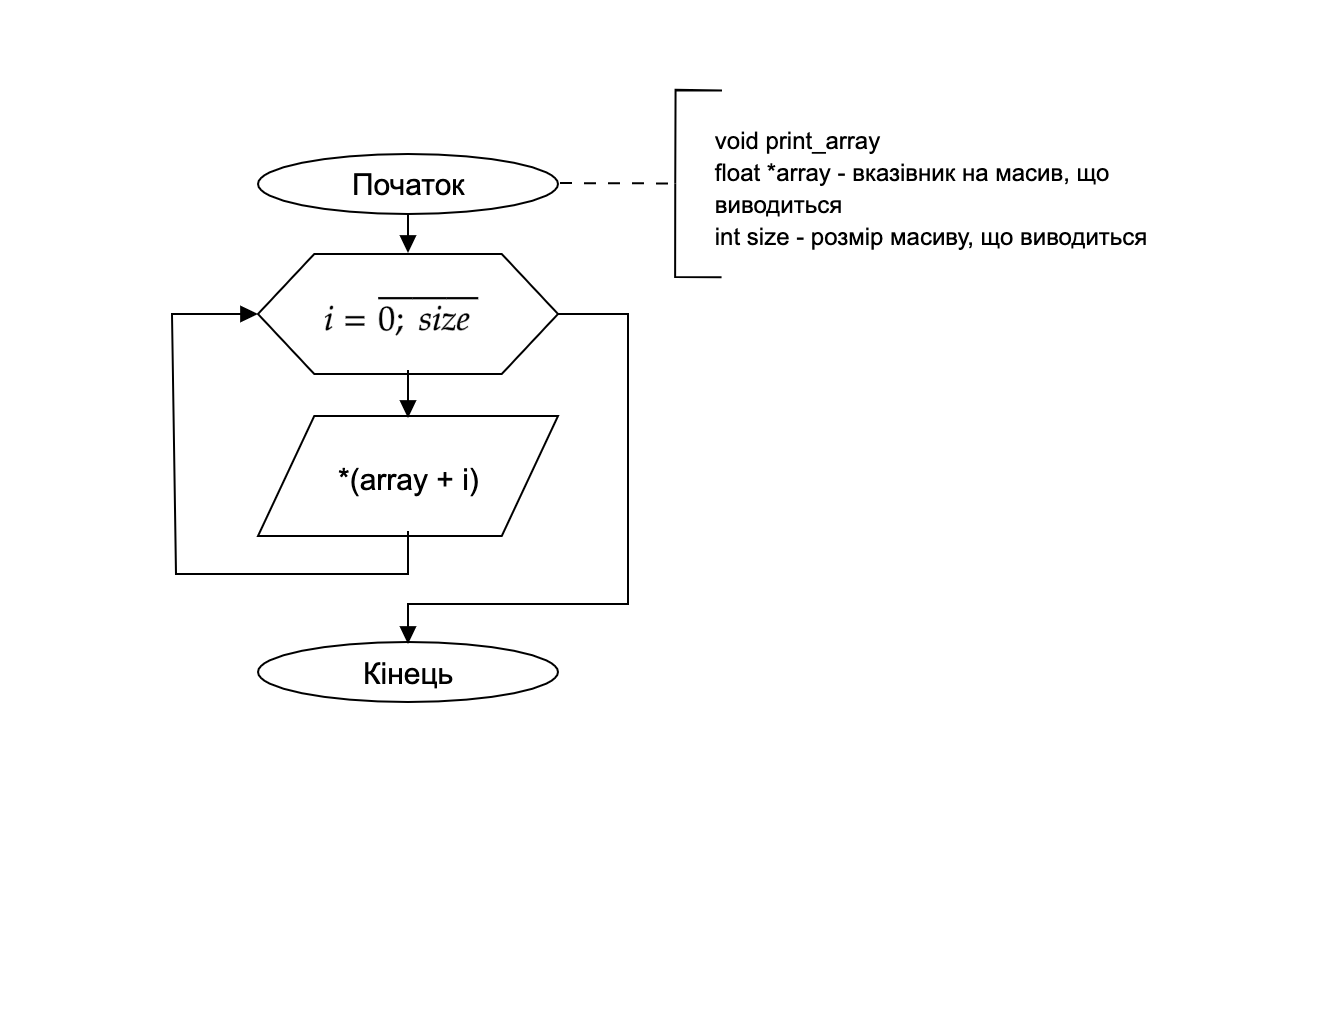 void print_array
float *array - вказівник на масив, що
виводиться
int size - розмір масиву, що виводиться
Початок
i = 0; size
*(array + i)
Кінець